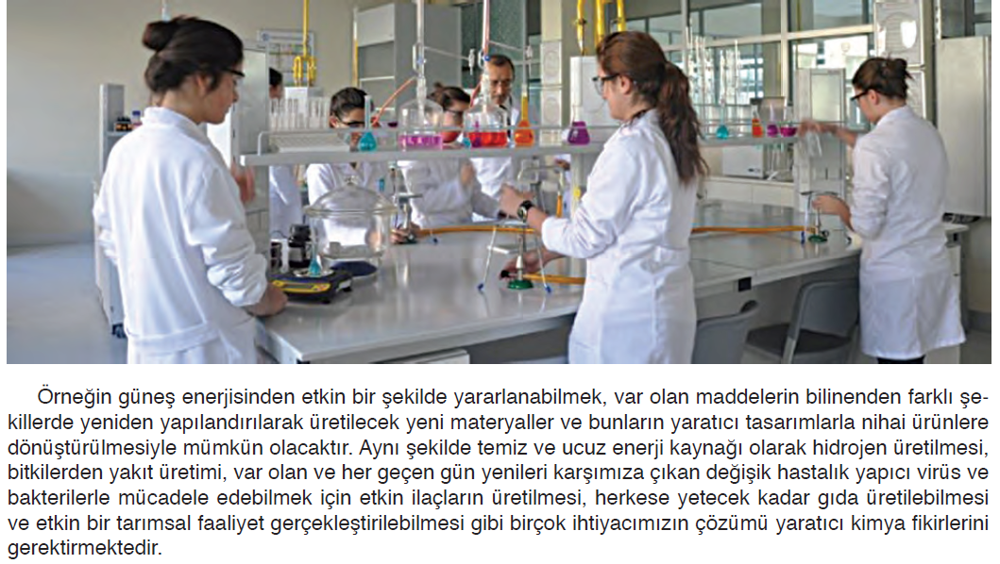 Örneğin güneş enerjisinden etkin bir şekilde yararlanabilmek, var olan maddelerin bilinenden farklı şe-
killerde yeniden yapılandırılarak üretilecek yeni materyaller ve bunların yaratıcı tasarımlarla nihai ürünlere
dönüştürülmesiyle mümkün olacaktır. Aynı şekilde temiz ve ucuz enerji kaynağı olarak hidrojen üretilmesi,
bitkilerden yakıt üretimi, var olan ve her geçen gün yenileri karşımıza çıkan değişik hastalık yapıcı virüs ve
bakterilerle mücadele edebilmek için etkin ilaçların üretilmesi, herkese yetecek kadar gıda üretilebilmesi
ve etkin bir tarımsal faaliyet gerçekleştirilebilmesi gibi birçok ihtiyacımızın çözümü yaratıcı kimya fikirlerini
gerektirmektedir.